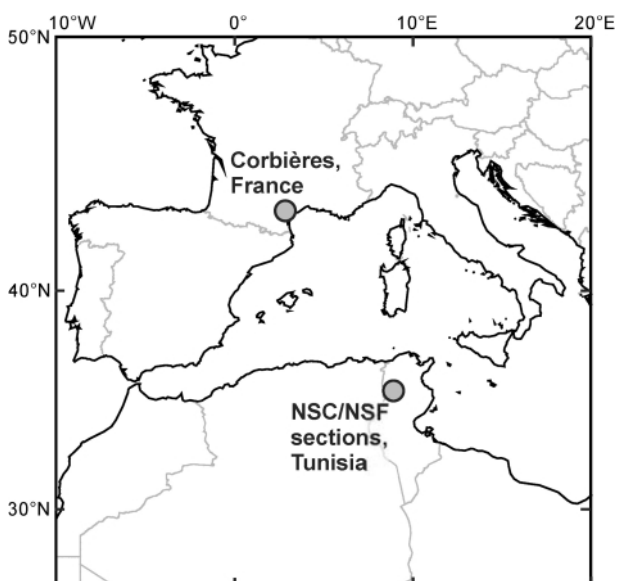 10°W 0° 10°E 20°E
50°N
Corbières,
France
40°N
NSC/NSF
sections,
Tunisia
30°N